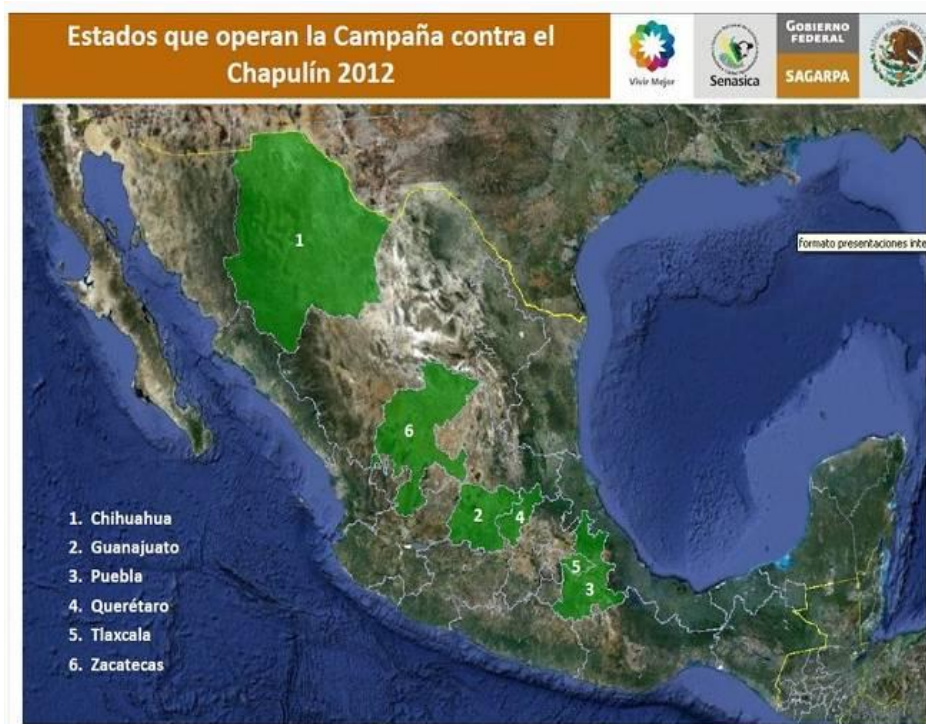 Estados que operan la Campaña contra el
Chapulín 2012
Vivir Mejor
Senasica
GOBIERNO
FEDERAL
SAGARPA
formato presentaciones inte
1
6
2
4
5
3
1. Chihuahua
2. Guanajuato
3. Puebla
4. Querétaro
5. Tlaxcala
6. Zacatecas